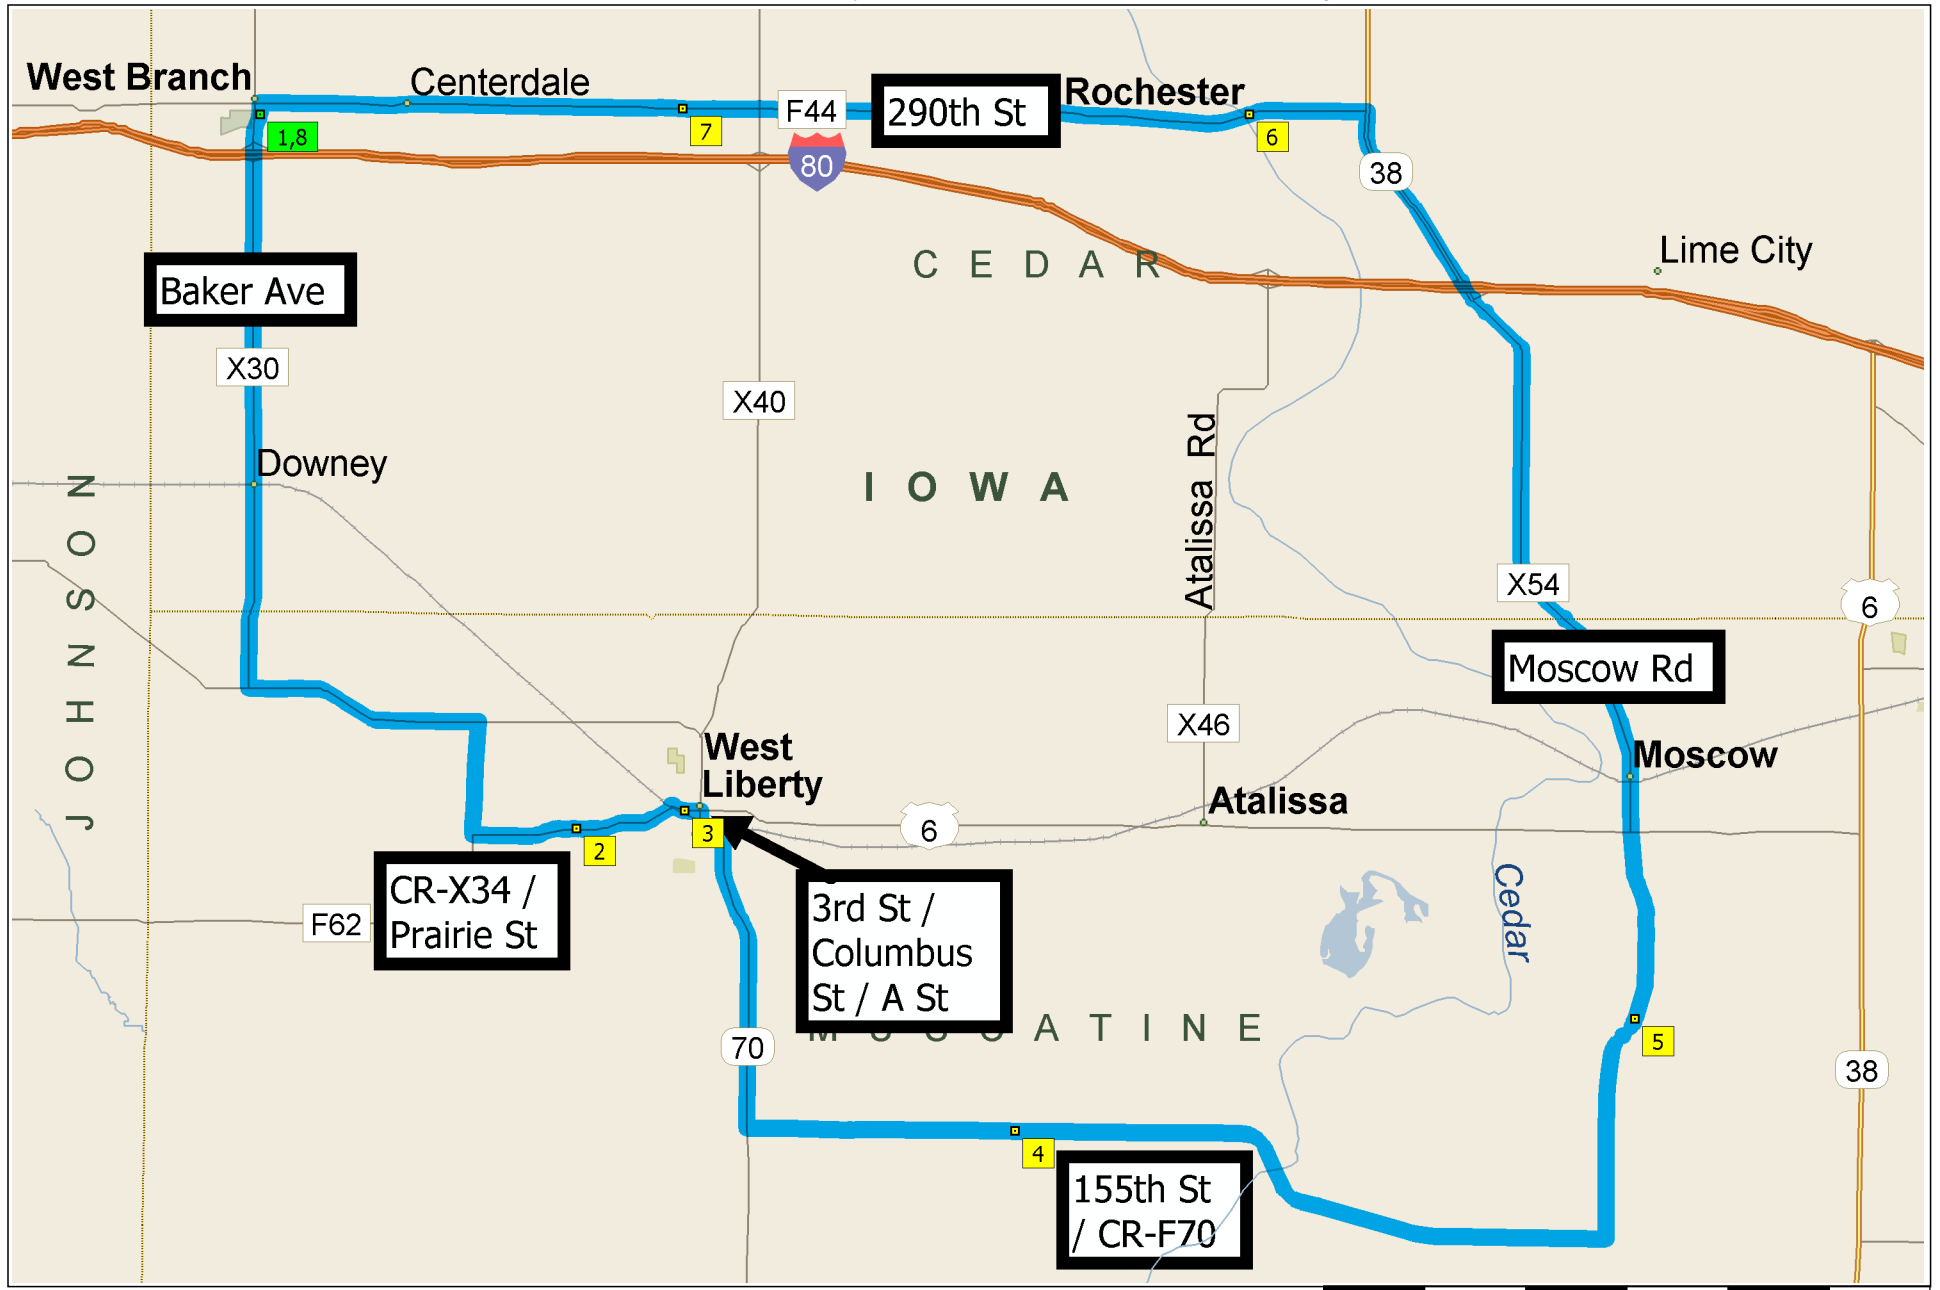 West Branch
Centerdale
F44
290th St
Rochester
1,8
7
6
80
38
CEDAR
Lime City
Baker Ave
X30
X40
Atalissa Rd
Downey
IOWA
JOHNSON
X54
6
Moscow Rd
X46
West
Liberty
Moscow
Atalissa
6
3
2
CR-X34 /
Prairie St
F62
3rd St /
Columbus
St / A St
Cedar
MUSCATINE
70
5
38
4
155th St
/ CR-F70